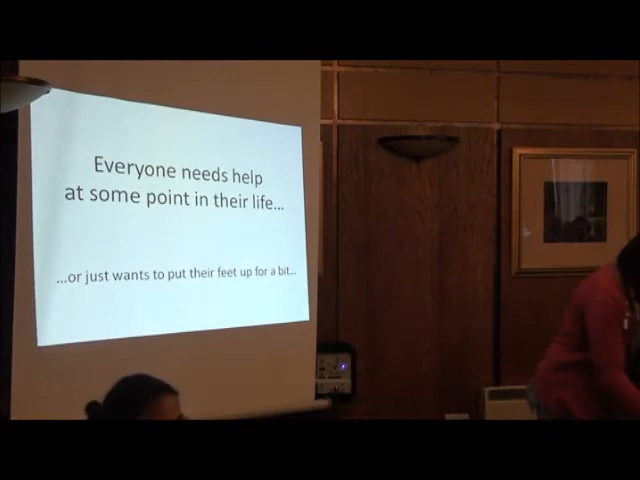 Everyone needs help
at some point in their life...
...or just wants to put their feet up for a bit...